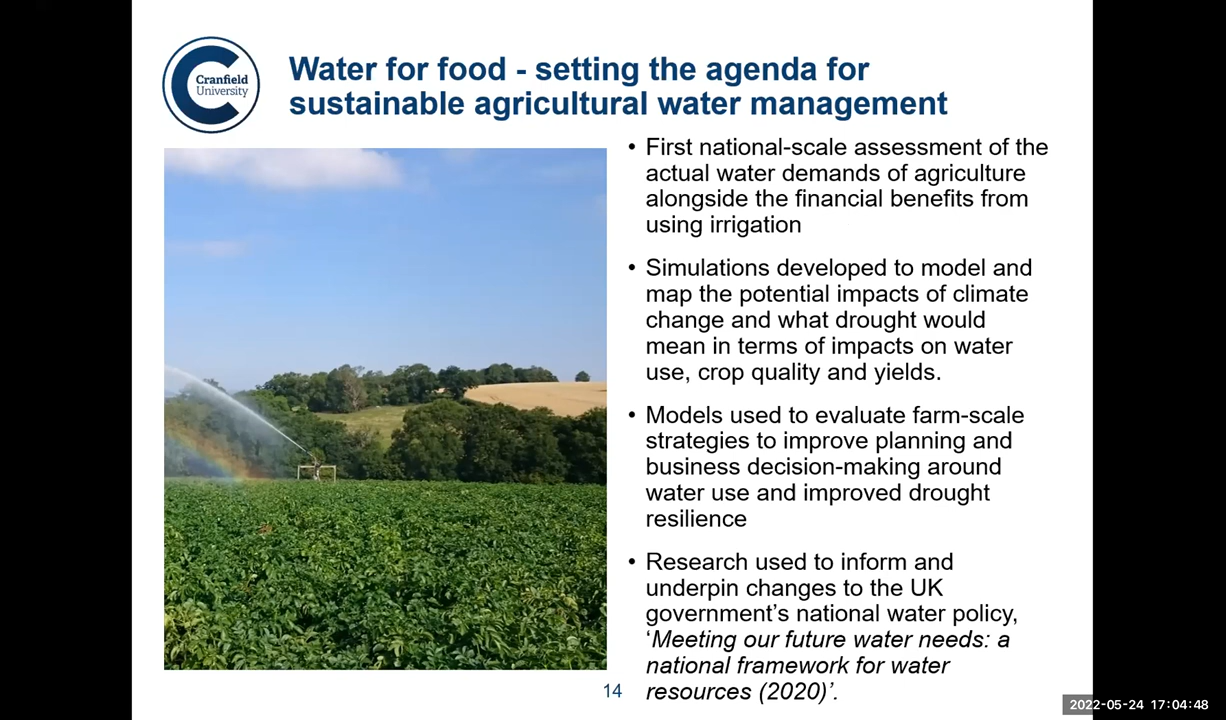 Cranfield
University
Water for food - setting the agenda for
sustainable agricultural water management
• First national-scale assessment of the
actual water demands of agriculture
alongside the financial benefits from
using irrigation
• Simulations developed to model and
map the potential impacts of climate
change and what drought would
mean in terms of impacts on water
use, crop quality and yields.
• Models used to evaluate farm-scale
strategies to improve planning and
business decision-making around
water use and improved drought
resilience
• Research used to inform and
underpin changes to the UK
government’s national water policy,
‘Meeting our future water needs: a
national framework for water
resources (2020)’.
14
2022-05-24 17:04:48